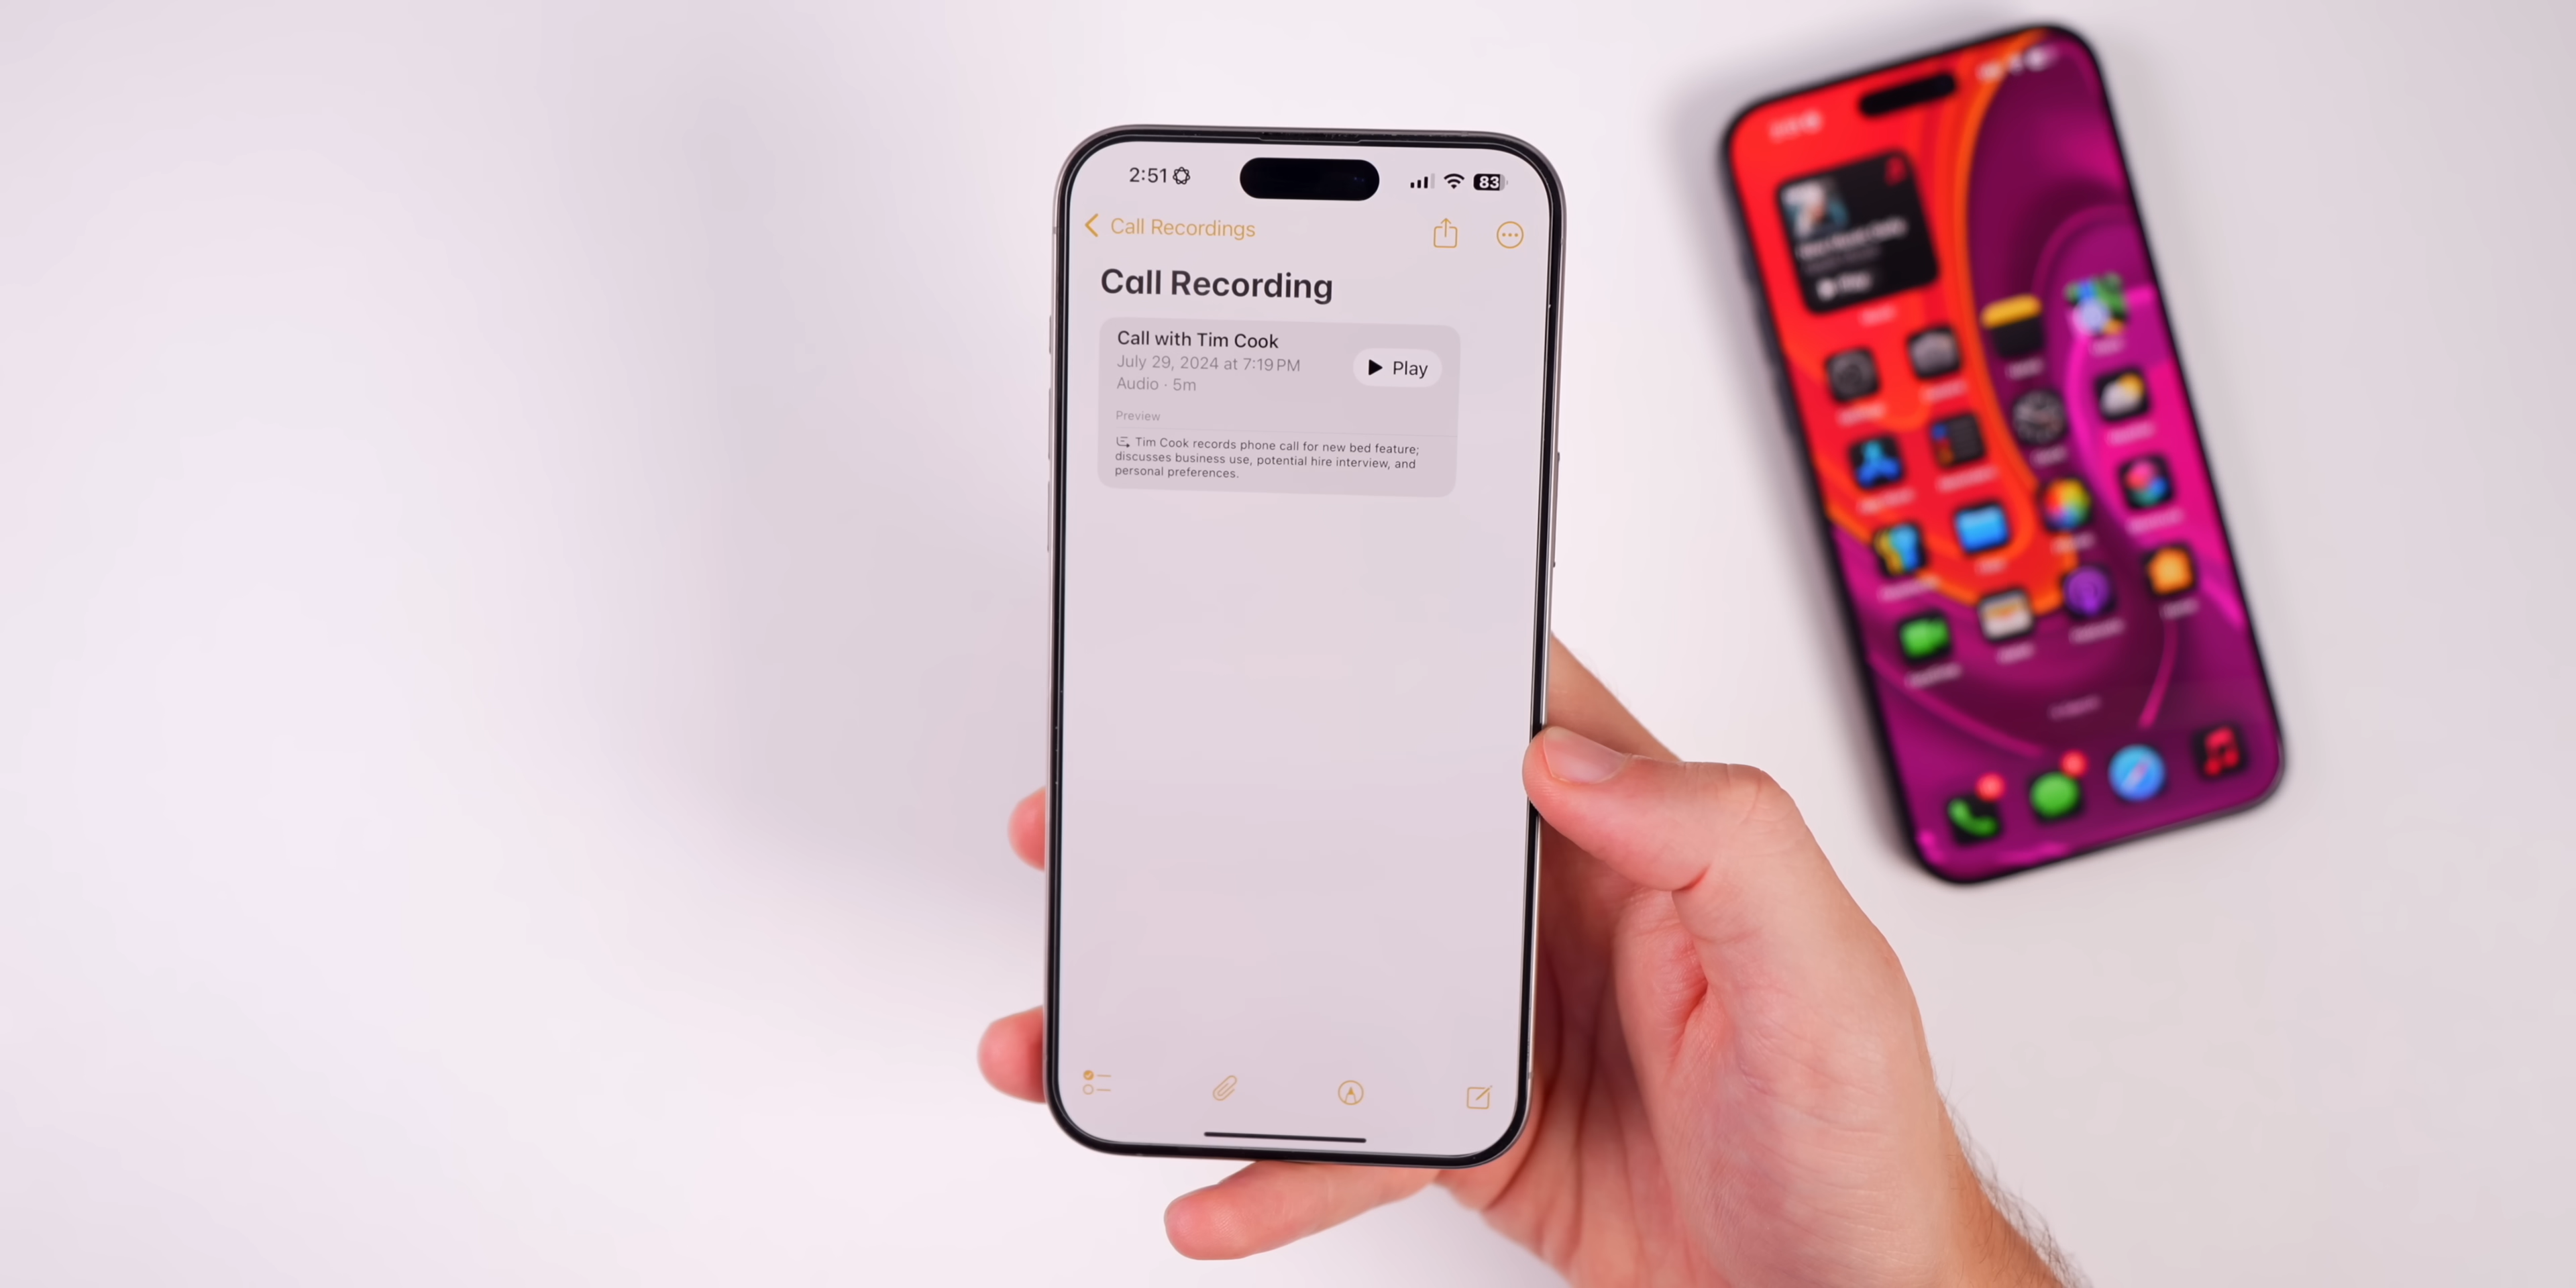 2:51
83
Call Recordings
Call Recording
Call with Tim Cook
July 29, 2024 at 7:19 PM
Audio · 5m
Play
Preview
Tim Cook records phone call for new bed feature;
discusses business use, potential hire interview, and
personal preferences.
Play